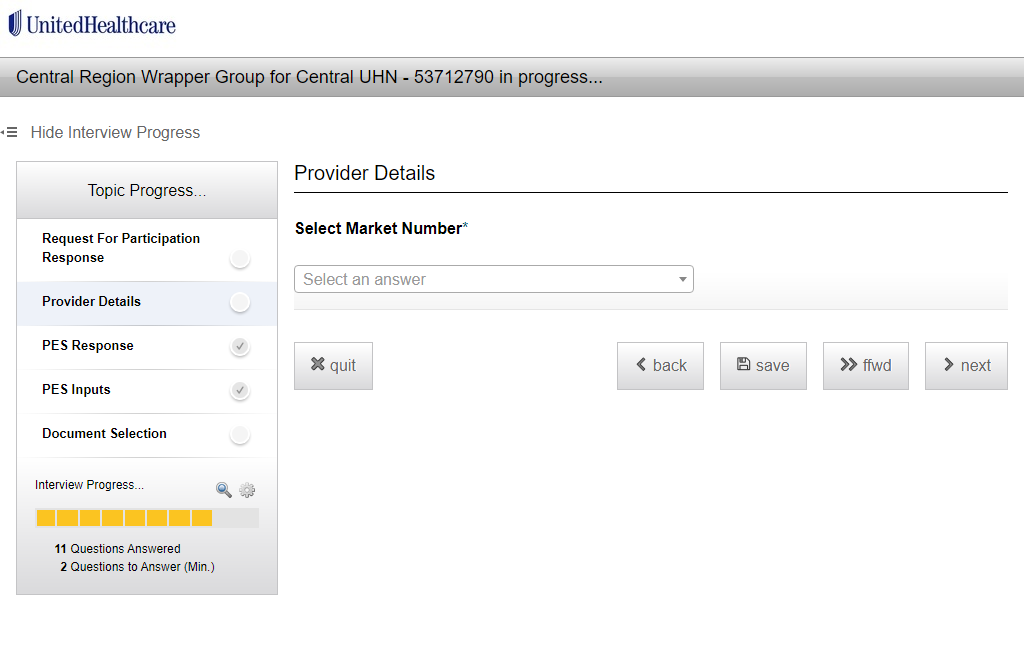 UnitedHealthcare
Central Region Wrapper Group for Central UHN - 53712790 in progress...
Hide Interview Progress
Topic Progress...
Request For Participation
Response
Provider Details
PES Response
PES Inputs
Document Selection
Interview Progress...
11 Questions Answered
2 Questions to Answer (Min.)
Provider Details
Select Market Number*
Select an answer
quit
back
save
ffwd
next